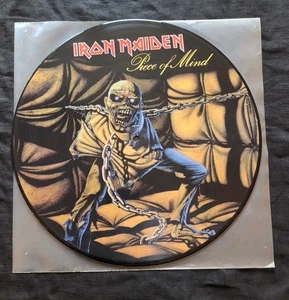 IRON MAIDEN
Piece of Mind